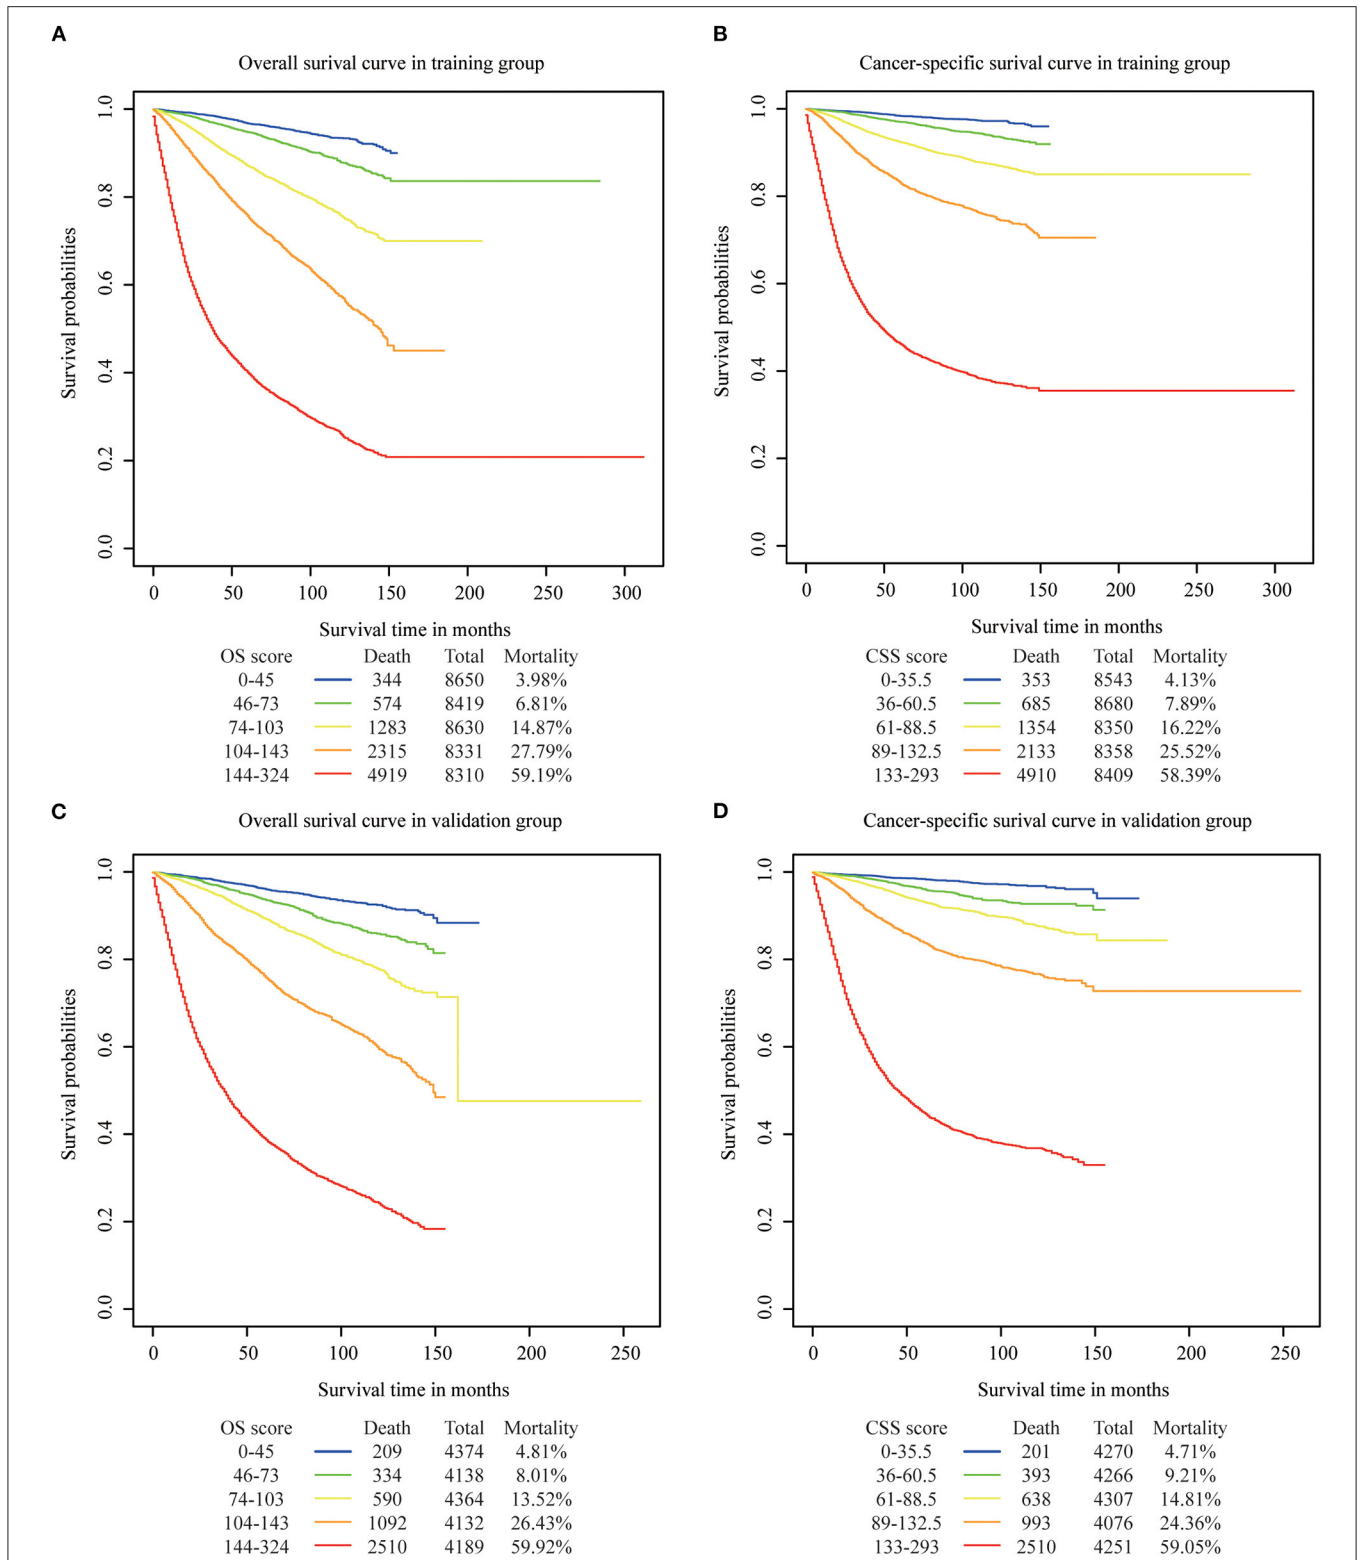 A
Overall surival curve in training group
Survival probabilities
1.0
0.8
0.6
0.4
0.2
0.0
0 50 100 150 200 250 300
Survival time in months
OS score Death Total Mortality
0-45 344 8650 3.98%
46-73 574 8419 6.81%
74-103 1283 8630 14.87%
104-143 2315 8331 27.79%
144-324 4919 8310 59.19%
B
Cancer-specific surival curve in training group
Survival probabilities
1.0
0.8
0.6
0.4
0.2
0.0
0 50 100 150 200 250 300
Survival time in months
CSS score Death Total Mortality
0-35.5 353 8543 4.13%
36-60.5 685 8680 7.89%
61-88.5 1354 8350 16.22%
89-132.5 2133 8358 25.52%
133-293 4910 8409 58.39%
C
Overall surival curve in validation group
Survival probabilities
1.0
0.8
0.6
0.4
0.2
0.0
0 50 100 150 200 250
Survival time in months
OS score Death Total Mortality
0-45 209 4374 4.81%
46-73 334 4138 8.01%
74-103 590 4364 13.52%
104-143 1092 4132 26.43%
144-324 2510 4189 59.92%
D
Cancer-specific surival curve in validation group
Survival probabilities
1.0
0.8
0.6
0.4
0.2
0.0
0 50 100 150 200 250
Survival time in months
CSS score Death Total Mortality
0-35.5 201 4270 4.71%
36-60.5 393 4266 9.21%
61-88.5 638 4307 14.81%
89-132.5 993 4076 24.36%
133-293 2510 4251 59.05%